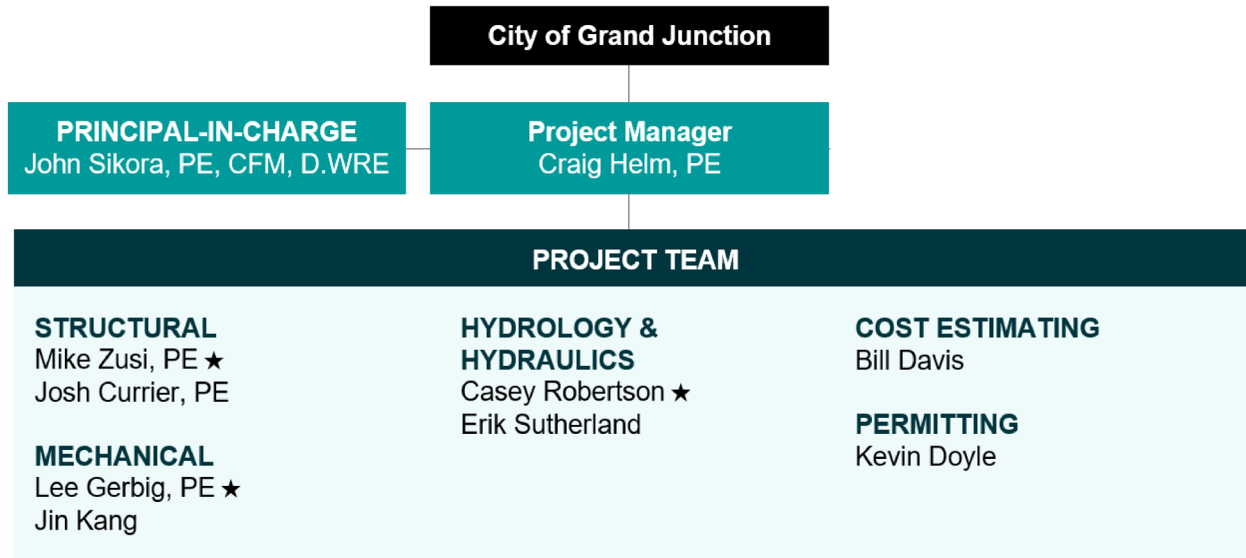 City of Grand Junction
PRINCIPAL-IN-CHARGE
John Sikora, PE, CFM, D.WRE
Project Manager
Craig Helm, PE
PROJECT TEAM
STRUCTURAL
Mike Zusi, PE ★
Josh Currier, PE
MECHANICAL
Lee Gerbig, PE ★
Jin Kang
HYDROLOGY &
HYDRAULICS
Casey Robertson ★
Erik Sutherland
COST ESTIMATING
Bill Davis
PERMITTING
Kevin Doyle